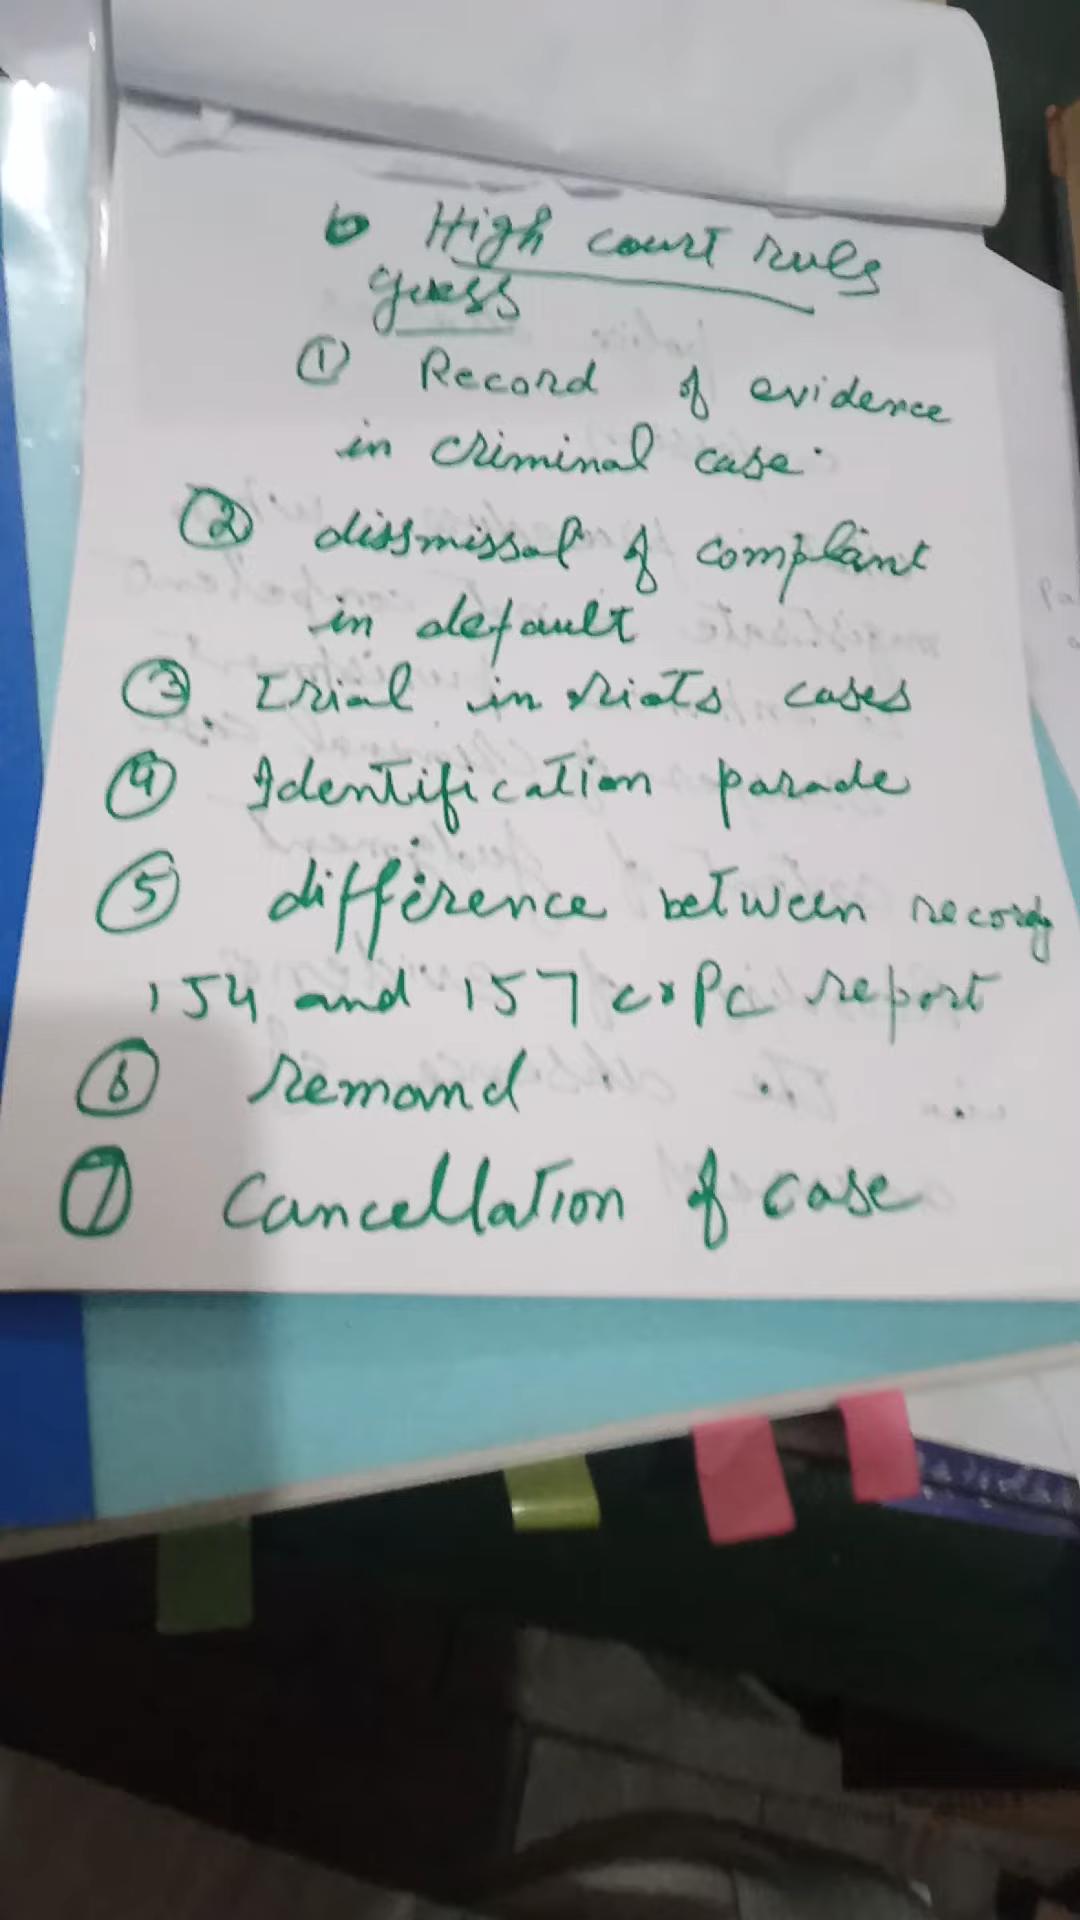 High court rules
guess
① Record of evidence
in criminal case.
② dissmissal of complaint
in default
③. Trial in riots cases
④ Identification parade
⑤ difference between
154 and 157 crPc report
⑥ remand
⑦ Cancellation of case